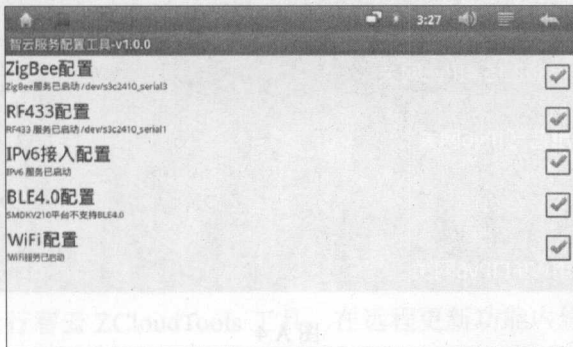 3:27
智云服务配置工具-v1.0.0
ZigBee配置
ZigBee服务已启动 /dev/s3c2410_serial3
RF433配置
RF433 服务已启动 /dev/s3c2410_serial1
IPv6接入配置
IPv6 服务已启动
BLE4.0配置
SMDKV210平台不支持BLE4.0
WiFi配置
WiFi服务已启动